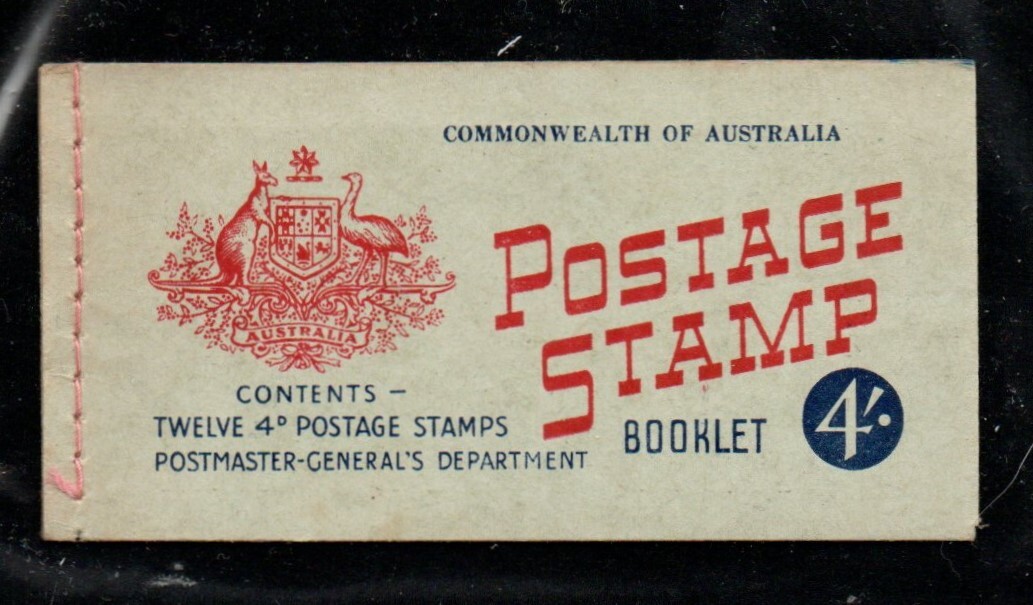 COMMONWEALTH OF AUSTRALIA
POSTAGE
STAMP
BOOKLET
4/.
AUSTRALIA
CONTENTS –
TWELVE 4D POSTAGE STAMPS
POSTMASTER-GENERAL'S DEPARTMENT